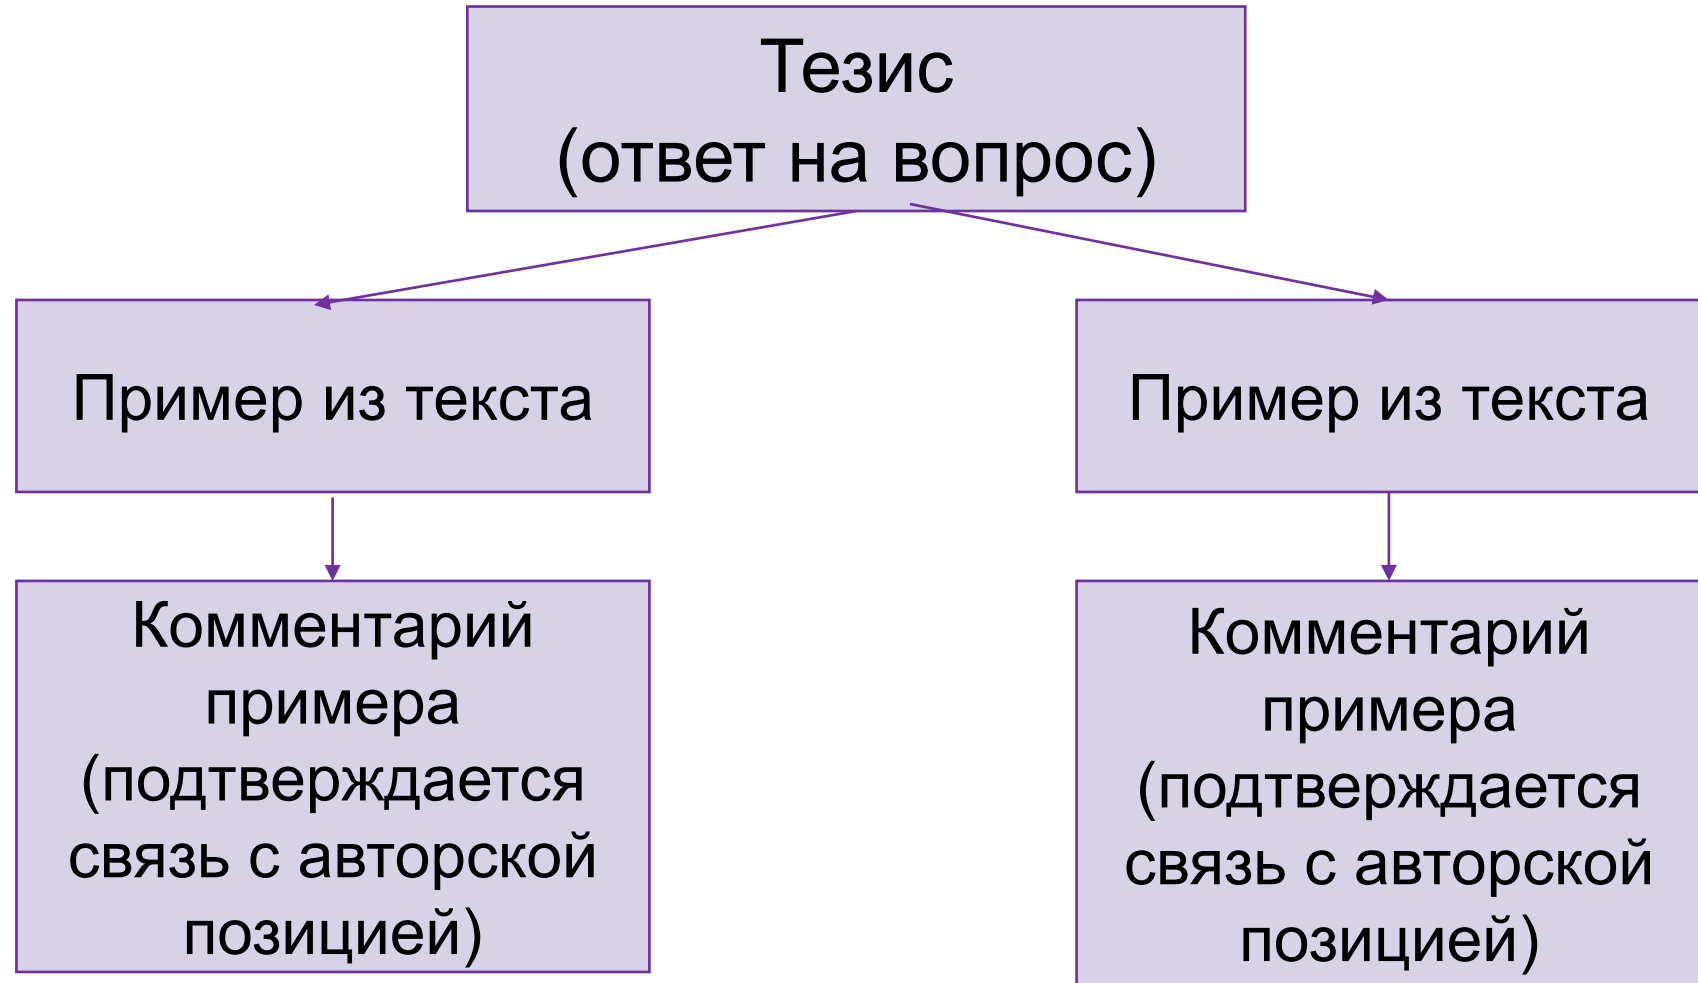 Тезис
(ответ на вопрос)
Пример из текста
Пример из текста
Комментарий
примера
(подтверждается
связь с авторской
позицией)
Комментарий
примера
(подтверждается
связь с авторской
позицией)